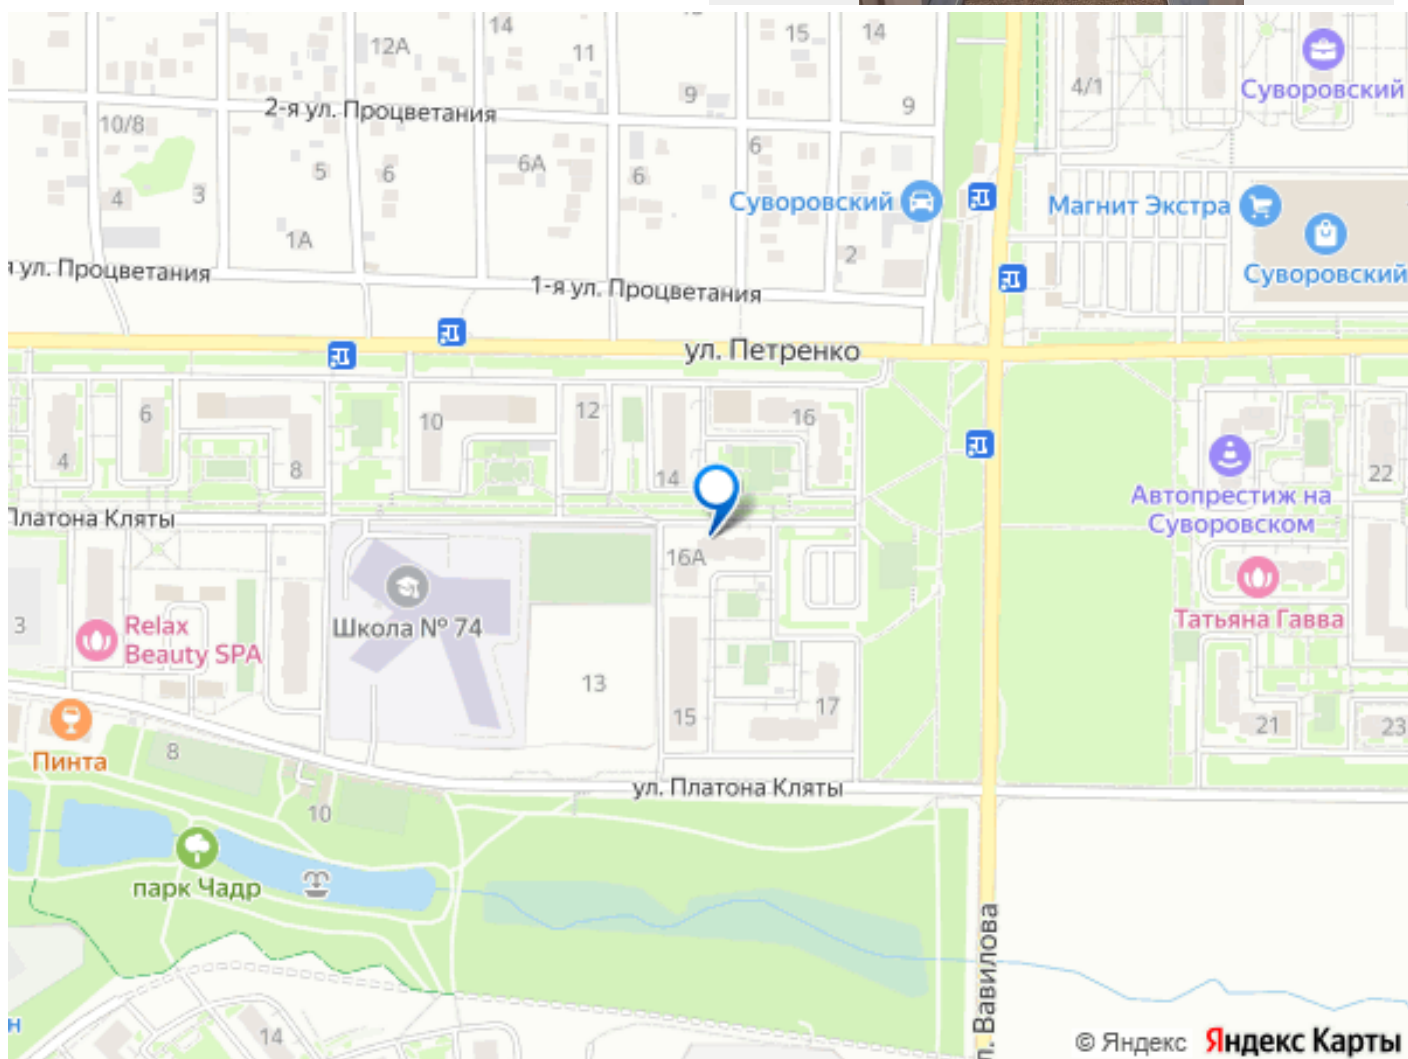 12А
14
11
15
14
4/1
Суворовский
2-я ул. Процветания
9
9
10/8
5
6
6А
6
6
4
3
Суворовский
Магнит Экстра
1А
2
я ул. Процветания
1-я ул. Процветания
Суворовский
ул. Петренко
6
10
12
16
4
8
14
22
Автопрестиж на
Суворовском
Платона Кляты
16А
Школа № 74
3
Relax
Beauty SPA
Татьяна Гавва
13
15
17
21
23
Пинта
8
ул. Платона Кляты
10
парк Чадр
л. Вавилова
н
14
© Яндекс Яндекс Карты